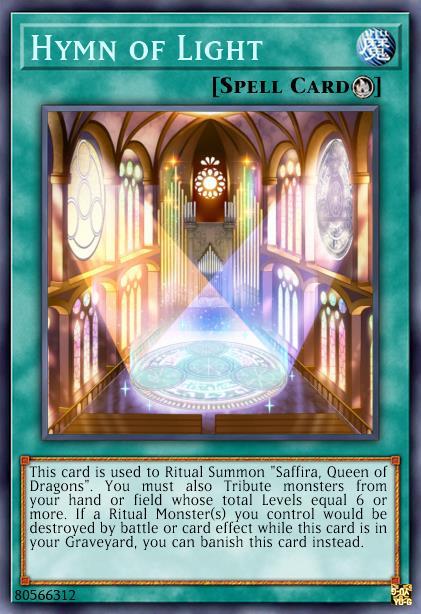 Hymn of Light
魔
[Spell Card]
This card is used to Ritual Summon "Saffira, Queen of
Dragons". You must also Tribute monsters from
your hand or field whose total Levels equal 6 or
more. If a Ritual Monster(s) you control would be
destroyed by battle or card effect while this card is
in your Graveyard, you can banish this card instead.
80566312